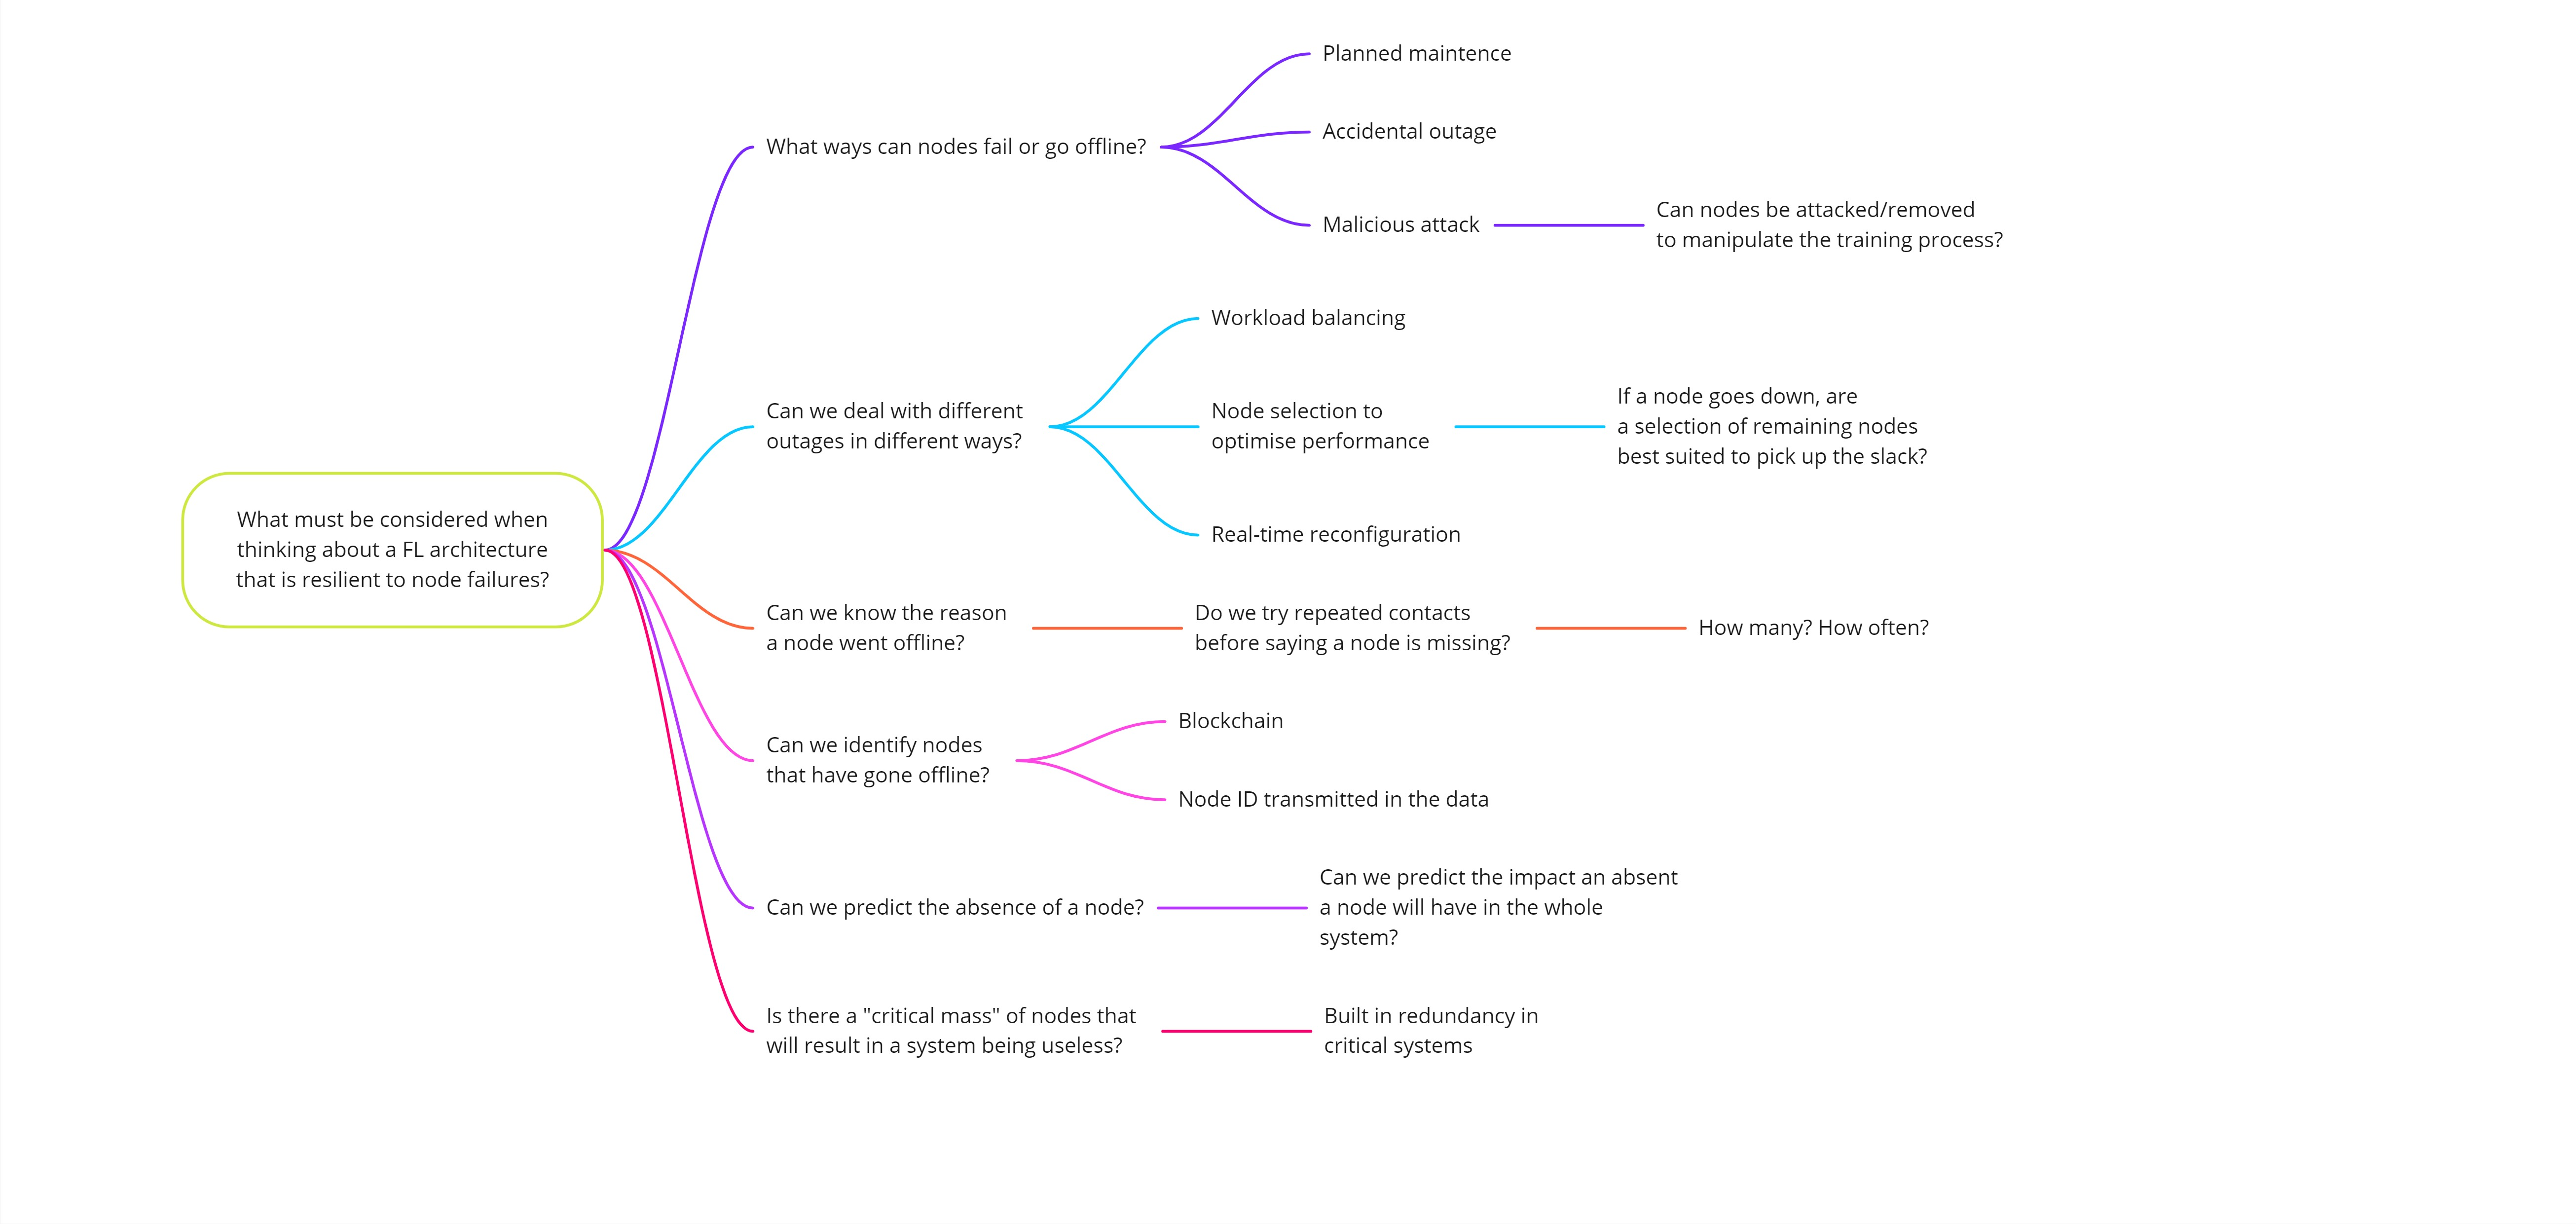 What must be considered when
thinking about a FL architecture
that is resilient to node failures?
What ways can nodes fail or go offline?
Planned maintence
Accidental outage
Malicious attack
Can nodes be attacked/removed
to manipulate the training process?
Can we deal with different
outages in different ways?
Workload balancing
Node selection to
optimise performance
If a node goes down, are
a selection of remaining nodes
best suited to pick up the slack?
Real-time reconfiguration
Can we know the reason
a node went offline?
Do we try repeated contacts
before saying a node is missing?
How many? How often?
Can we identify nodes
that have gone offline?
Blockchain
Node ID transmitted in the data
Can we predict the absence of a node?
Can we predict the impact an absent
a node will have in the whole
system?
Is there a "critical mass" of nodes that
will result in a system being useless?
Built in redundancy in
critical systems